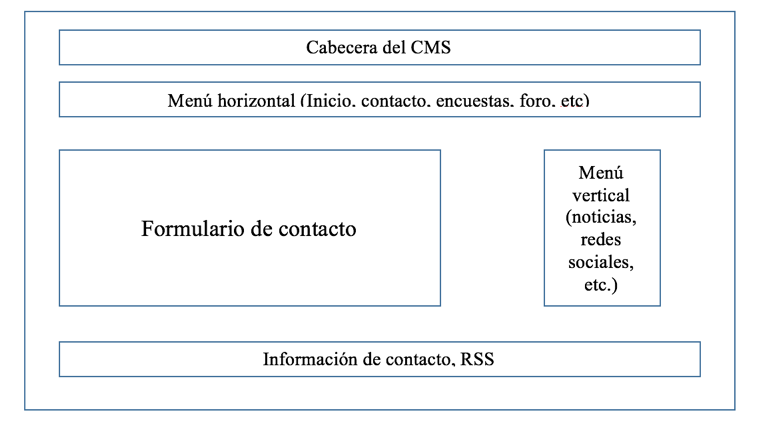 Cabecera del CMS
Menú horizontal (Inicio, contacto, encuestas, foro, etc)
Formulario de contacto
Menú
vertical
(noticias,
redes
sociales,
etc.)
Información de contacto, RSS